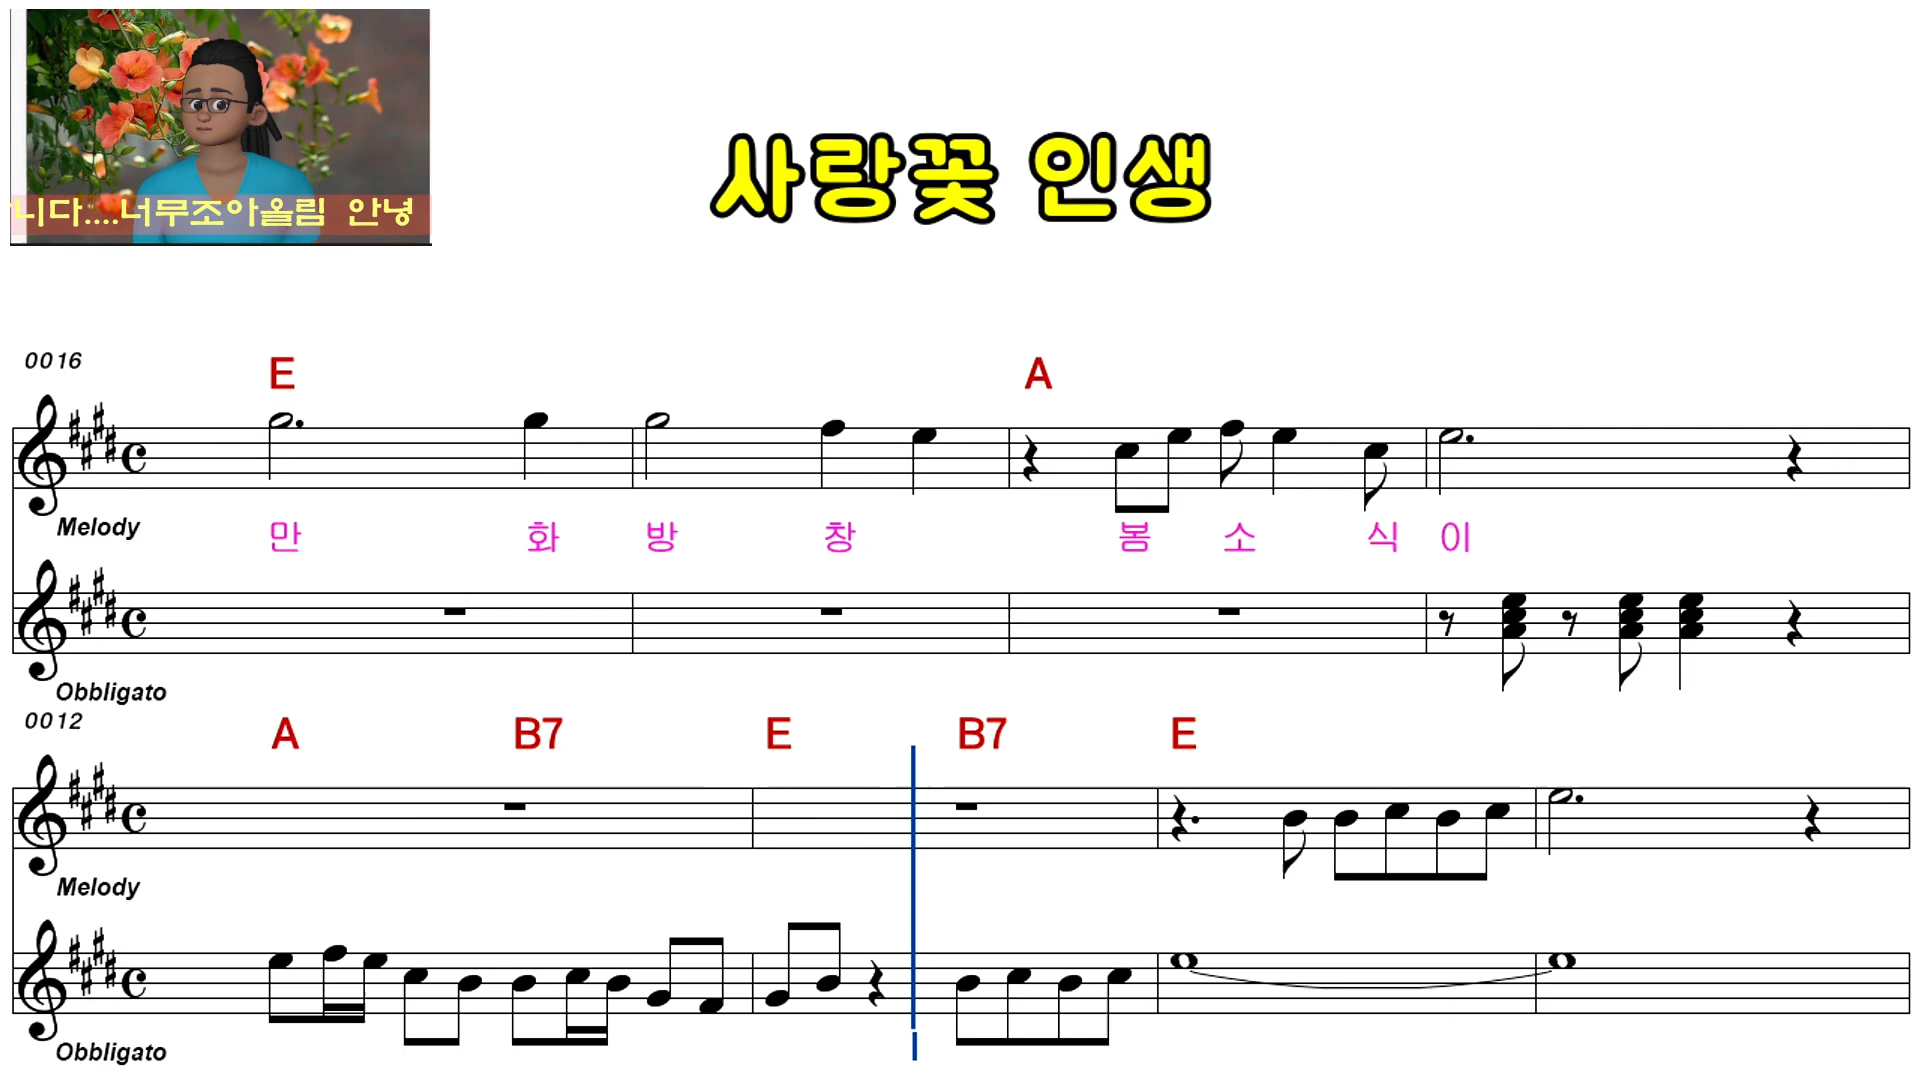 니다....너무조아올림 안녕
사랑꽃 인생
0016
E A
Melody
만 화 방 창 봄 소 식 이
Obbligato
0012
A B7 E B7 E
Melody
Obbligato